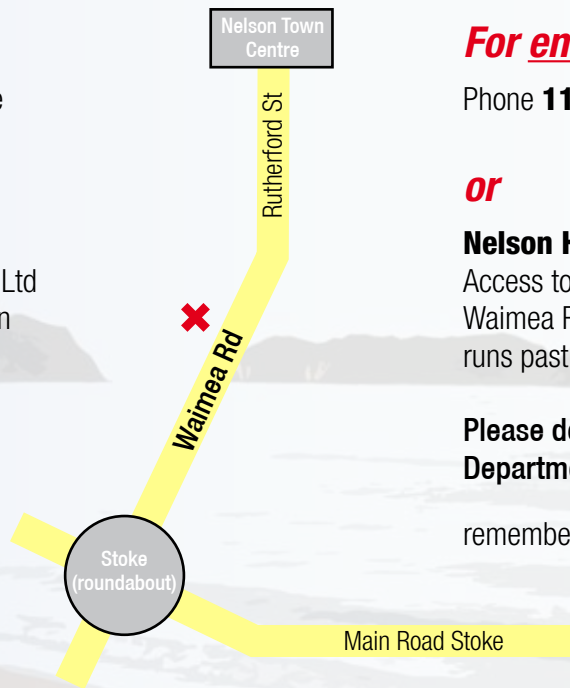 Nelson Town
Centre
Rutherford St
Waimea Rd
Stoke
(roundabout)
Main Road Stoke
e
Ltd
n
For en
Phone 11
or
Nelson H
Access to
Waimea R
runs past
Please d
Departme
remembe